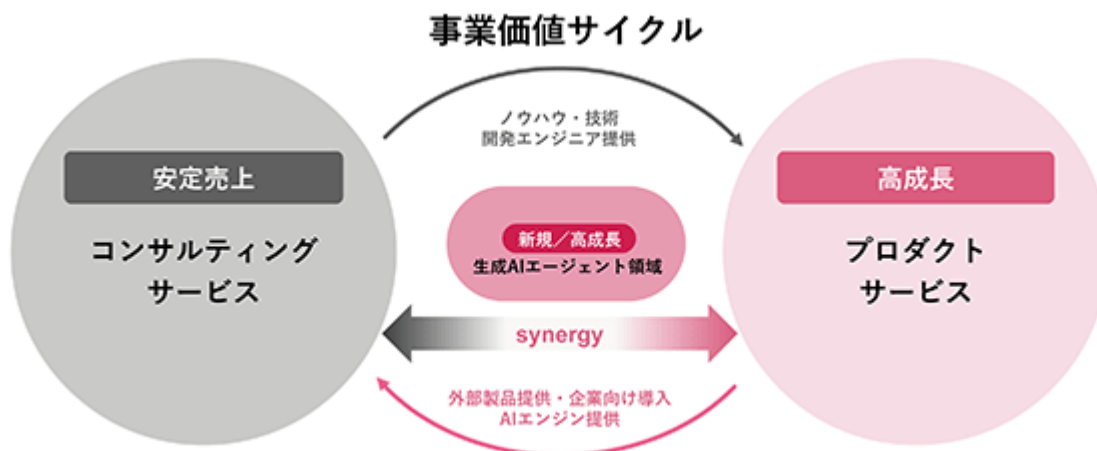 事業価値サイクル
ノウハウ・技術
開発エンジニア提供
安定売上
コンサルティング
サービス
新規／高成長
生成AIエージェント領域
synergy
高成長
プロダクト
サービス
外部製品提供・企業向け導入
AIエンジン提供